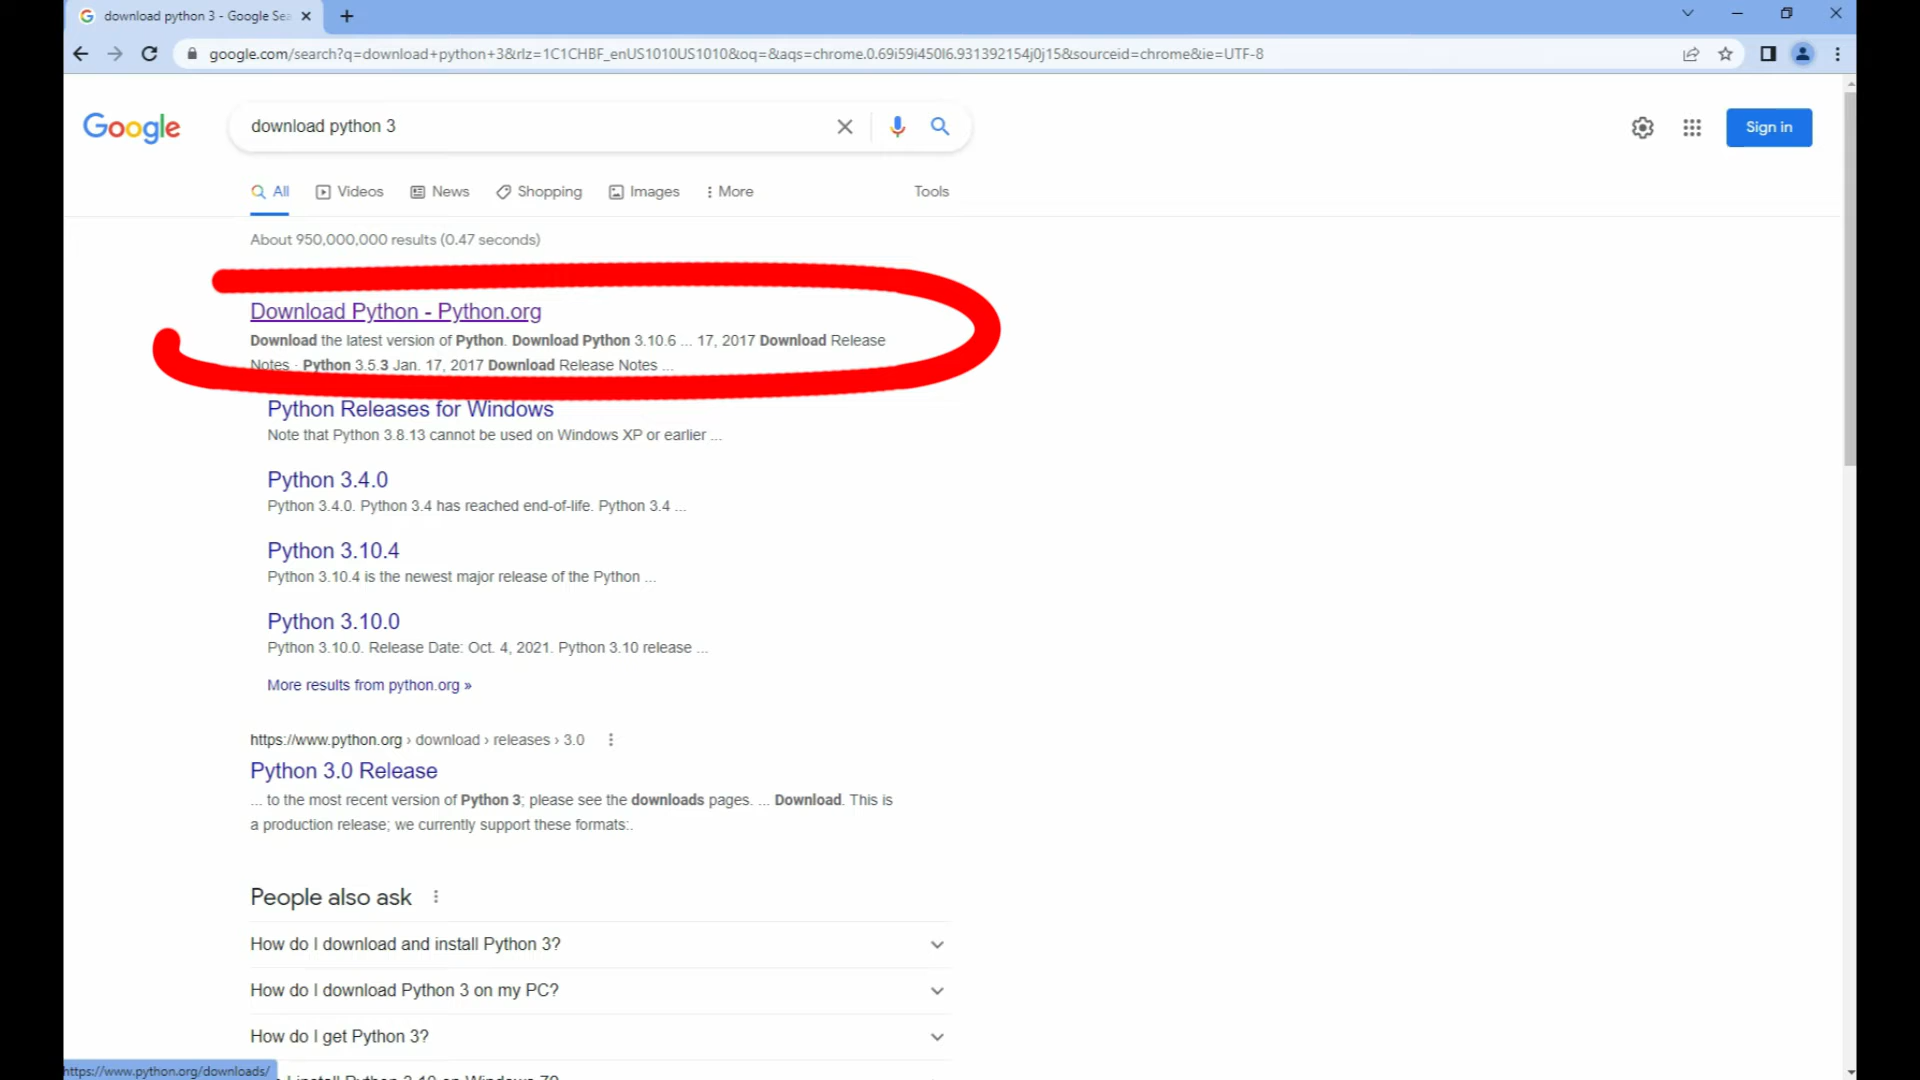 download python 3 - Google Sea
google.com/search?q=download+python+3&rlz=1C1CHBF_enUS1010US1010&oq=&aqs=chrome.0.69i59i450l6.931392154j0j15&sourceid=chrome&ie=UTF-8
Google
download python 3
Sign in
All Videos News Shopping Images More Tools
About 950,000,000 results (0.47 seconds)
Download Python - Python.org
Download the latest version of Python. Download Python 3.10.6 ... 17, 2017 Download Release
Notes · Python 3.5.3 Jan. 17, 2017 Download Release Notes ...
Python Releases for Windows
Note that Python 3.8.13 cannot be used on Windows XP or earlier ...
Python 3.4.0
Python 3.4.0. Python 3.4 has reached end-of-life. Python 3.4 ...
Python 3.10.4
Python 3.10.4 is the newest major release of the Python ...
Python 3.10.0
Python 3.10.0. Release Date: Oct. 4, 2021. Python 3.10 release ...
More results from python.org »
https://www.python.org › download › releases › 3.0
Python 3.0 Release
... to the most recent version of Python 3; please see the downloads pages. ... Download. This is
a production release; we currently support these formats:.
People also ask
How do I download and install Python 3?
How do I download Python 3 on my PC?
How do I get Python 3?
https://www.python.org/downloads/
I install Python 3.10 on Windows 7?